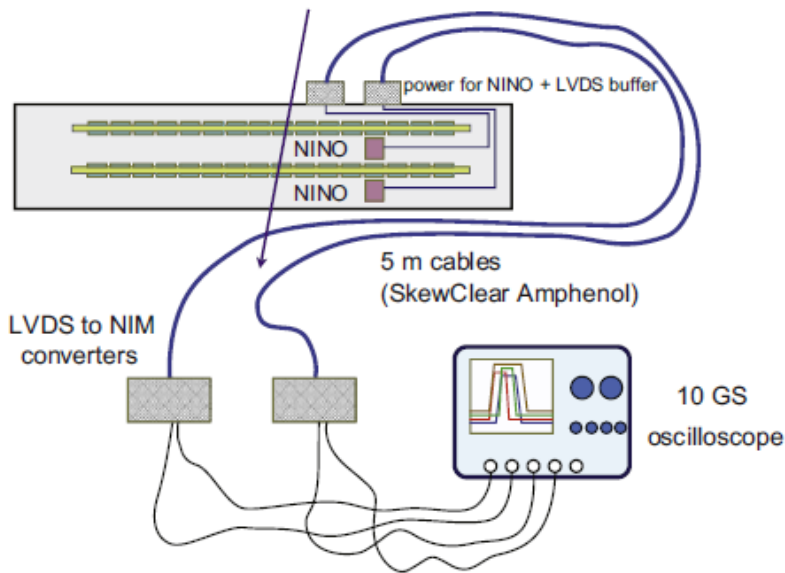 power for NINO + LVDS buffer
NINO
NINO
5 m cables
(SkewClear Amphenol)
LVDS to NIM
converters
10 GS
oscilloscope